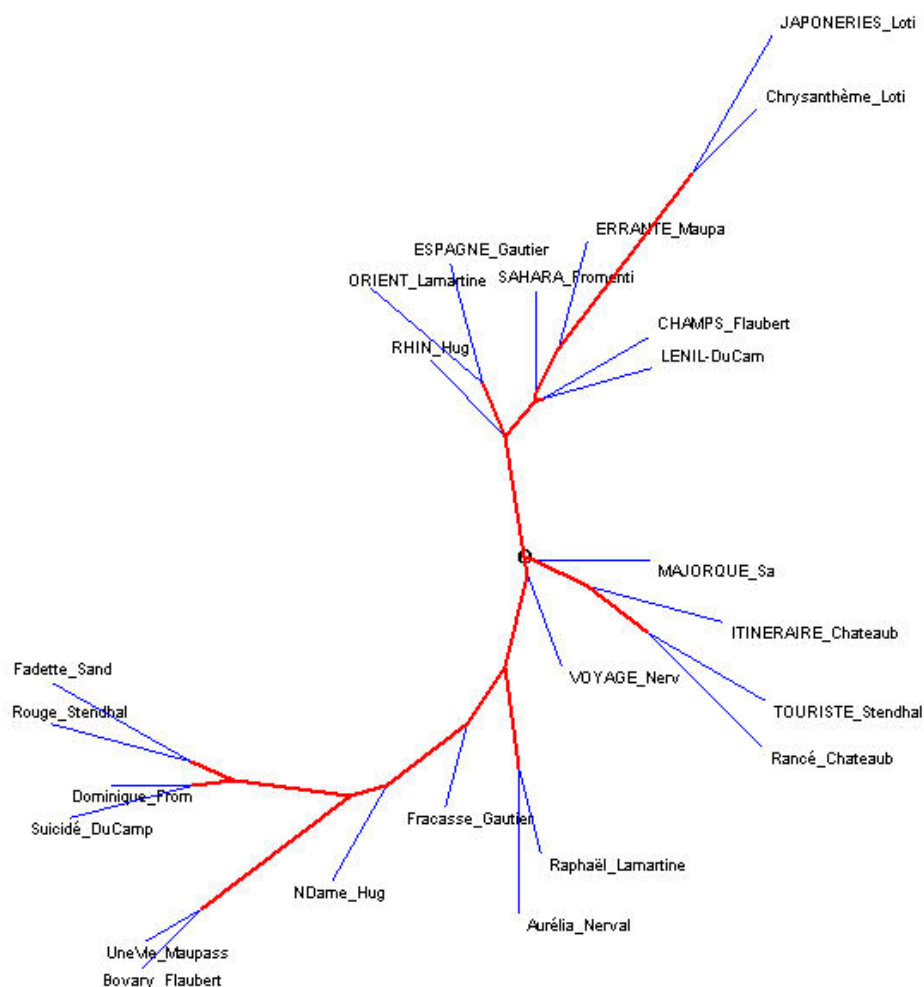 JAPONERIES_Loti
Chrysanthème_Loti
ERRANTE_Maupa
ESPAGNE_Gautier
SAHARA_Fromenti
ORIENT_Lamartine
CHAMPS_Flaubert
RHIN_Hug
LENIL-DuCam
MAJORQUE_Sa
ITINERAIRE_Chateaub
Fadette_Sand
VOYAGE_Nerv
Rouge_Stendhal
TOURISTE_Stendhal
Rancé_Chateaub
Dominique_From
Fracasse_Gautier
Suicidé_DuCamp
Raphaël_Lamartine
NDame_Hug
Aurélia_Nerval
UneVie_Maupass
Bovary_Flaubert